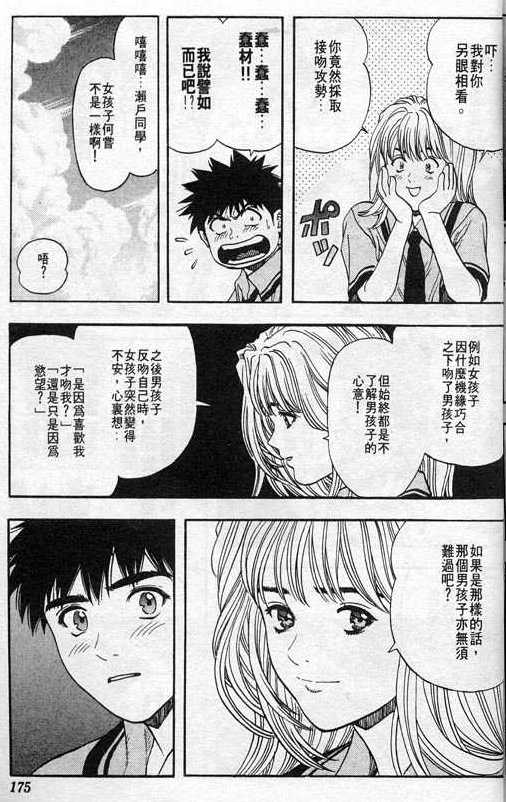 吓…
我對你
另眼相看。
你竟然採取
接吻攻勢…
蠢…蠢…蠢…
蠢材!!
我說譬如
而已吧!?
嘻嘻嘻…瀨戶同學,
女孩子何嘗
不是一樣啊!
唔?
例如女孩子
因什麼機緣巧合
之下吻了男孩子,
但始終都是不
了解男孩子的
心意!
之後男孩子
反吻自己時,
女孩子突然變得
不安,心裏想:
「是因爲喜歡我
才吻我?」
「還是只是因爲
慾望?」
如果是那樣的話,
那個男孩子亦無須
難過吧?
175